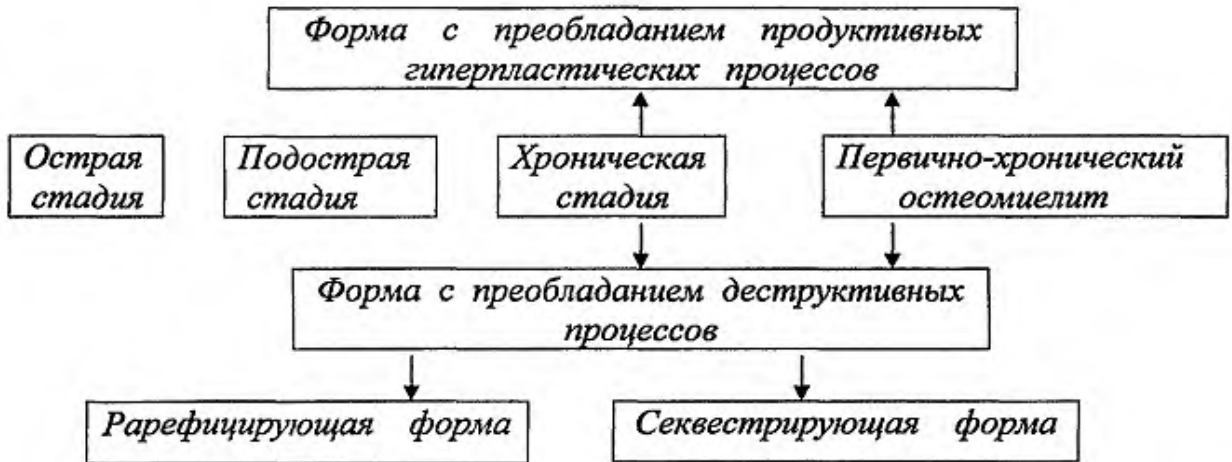 Форма с преобладанием продуктивных
гиперпластических процессов
Острая
стадия
Подострая
стадия
Хроническая
стадия
Первично-хронический
остеомиелит
Форма с преобладанием деструктивных
процессов
Рарефицирующая форма
Секвестрирующая форма